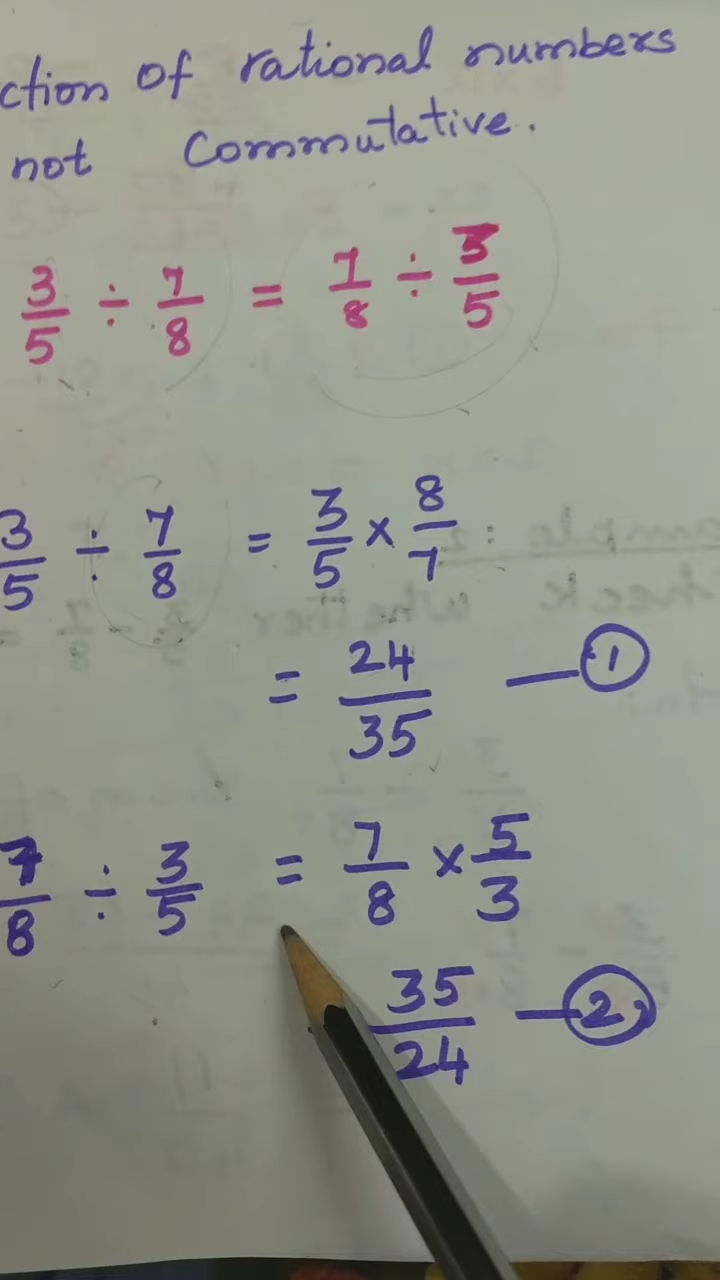 ction of rational numbers
not Commutative.
3/5 ÷ 7/8 = 7/8 ÷ 3/5
3/5 ÷ 7/8 = 3/5 × 8/7
= 24/35 — ①
7/8 ÷ 3/5 = 7/8 × 5/3
35/24 — ②